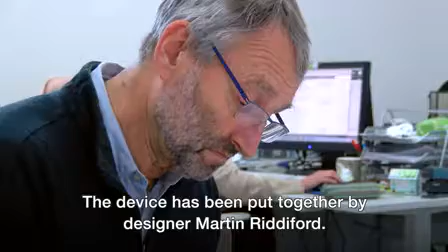 The device has been put together by
designer Martin Riddiford.